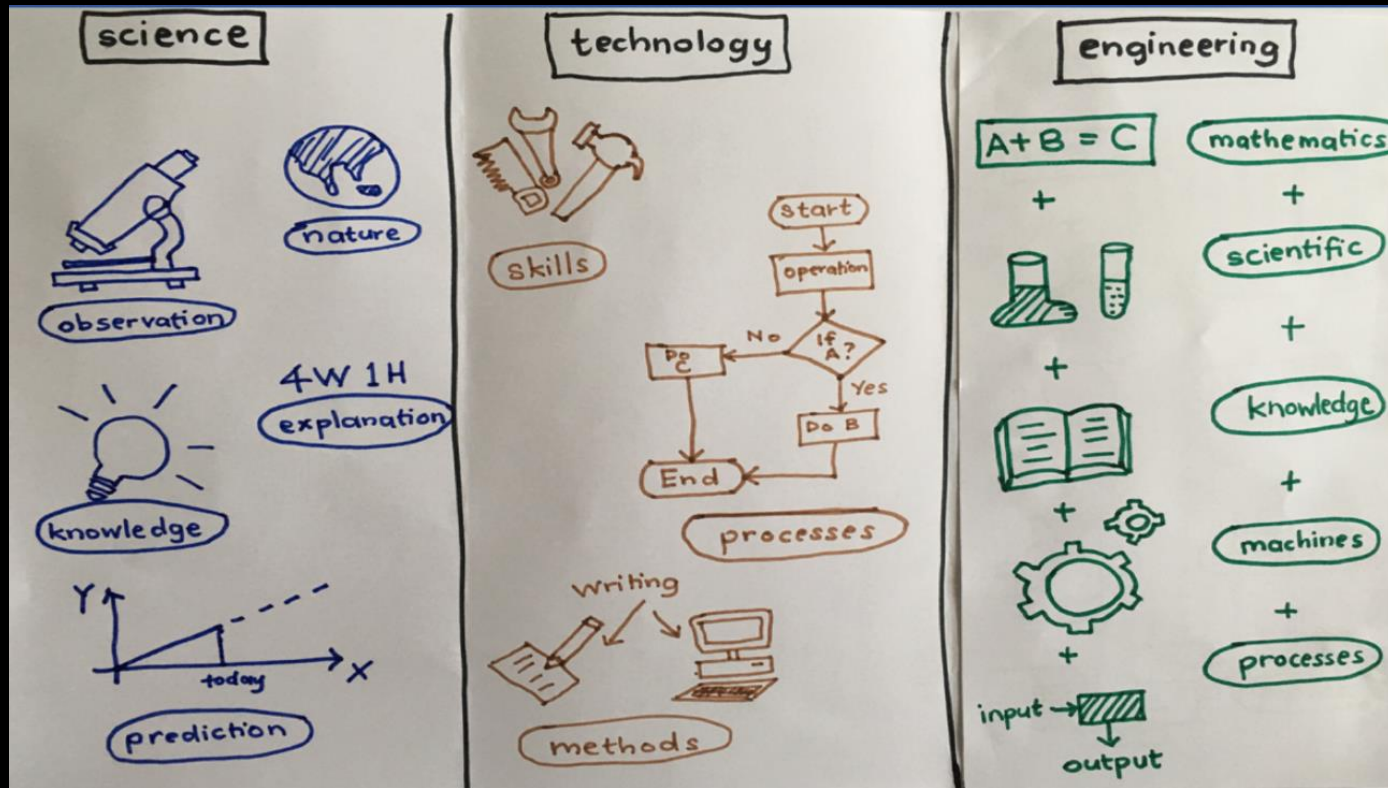 science
nature
observation
4W 1H
explanation
knowledge
Y
today
X
prediction
technology
skills
start
operation
If
A?
No
Yes
Do
C
Do B
End
processes
writing
methods
engineering
A+ B = C
mathematics
+
+
scientific
+
+
knowledge
+
+
machines
+
+
processes
input
output